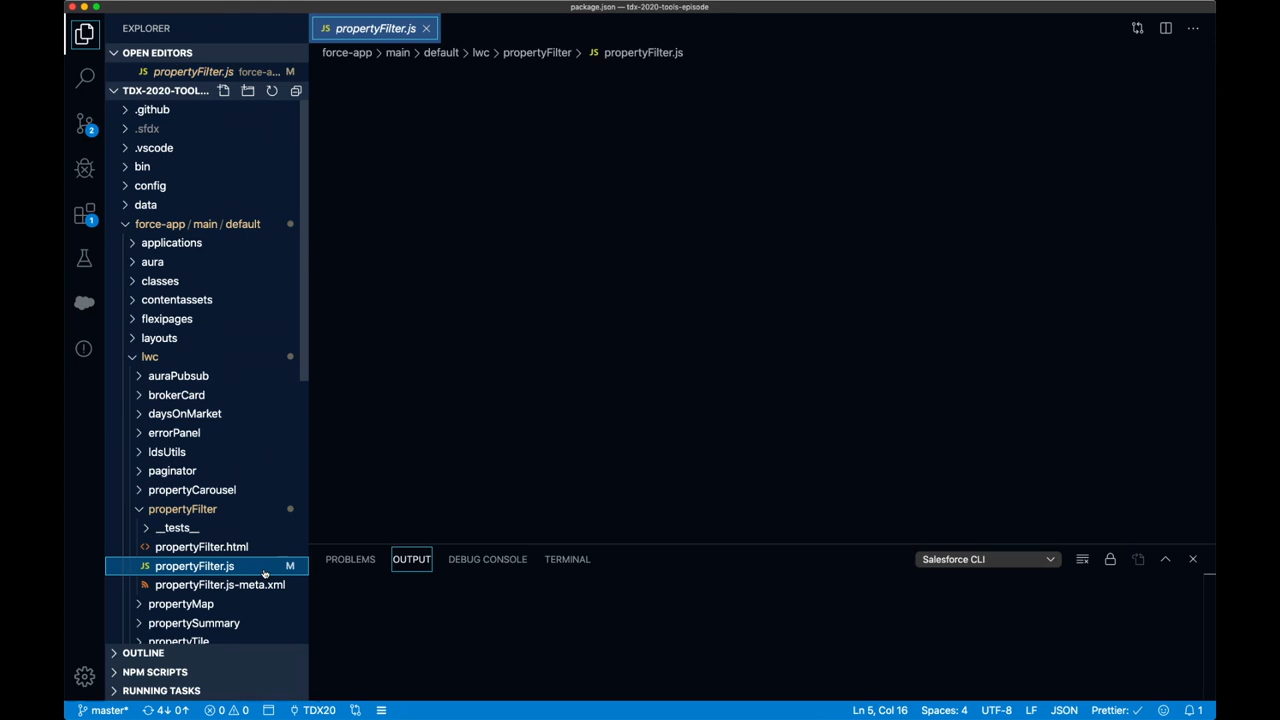 package.json — tdx-2020-tools-episode
EXPLORER
JS propertyFilter.js
OPEN EDITORS
JS propertyFilter.js force-a... M
force-app > main > default > lwc > propertyFilter > JS propertyFilter.js
TDX-2020-TOOL...
.github
.sfdx
.vscode
bin
config
data
force-app / main / default
applications
aura
classes
contentassets
flexipages
layouts
lwc
auraPubsub
brokerCard
daysOnMarket
errorPanel
ldsUtils
paginator
propertyCarousel
propertyFilter
__tests__
propertyFilter.html
JS propertyFilter.js M
propertyFilter.js-meta.xml
propertyMap
propertySummary
propertyTile
OUTLINE
NPM SCRIPTS
RUNNING TASKS
2
1
PROBLEMS OUTPUT DEBUG CONSOLE TERMINAL Salesforce CLI
master* 4↓ 0↑ 0 0 TDX20 Ln 5, Col 16 Spaces: 4 UTF-8 LF JSON Prettier: ✓ 1